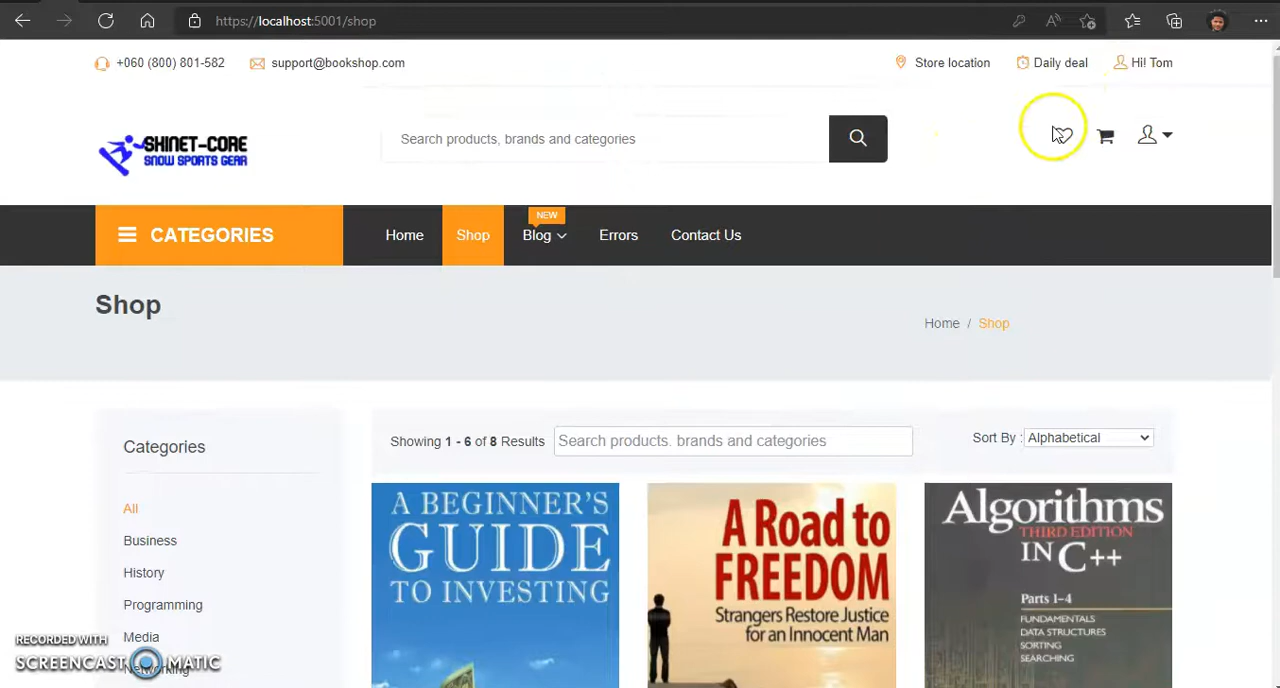 https://localhost:5001/shop
+060 (800) 801-582 support@bookshop.com Store location Daily deal Hi! Tom
SHINET-CORE
SNOW SPORTS GEAR
Search products, brands and categories
NEW
CATEGORIES Home Shop Blog Errors Contact Us
Shop
Home / Shop
Categories
Showing 1 - 6 of 8 Results Search products. brands and categories Sort By : Alphabetical
All
Business
History
Programming
Media
Networking
A BEGINNER'S
GUIDE
TO INVESTING
A Road to
FREEDOM
Strangers Restore Justice
for an Innocent Man
Algorithms
THIRD EDITION
IN C++
Parts 1-4
FUNDAMENTALS
DATA STRUCTURES
SORTING
SEARCHING
RECORDED WITH
SCREENCAST MATIC